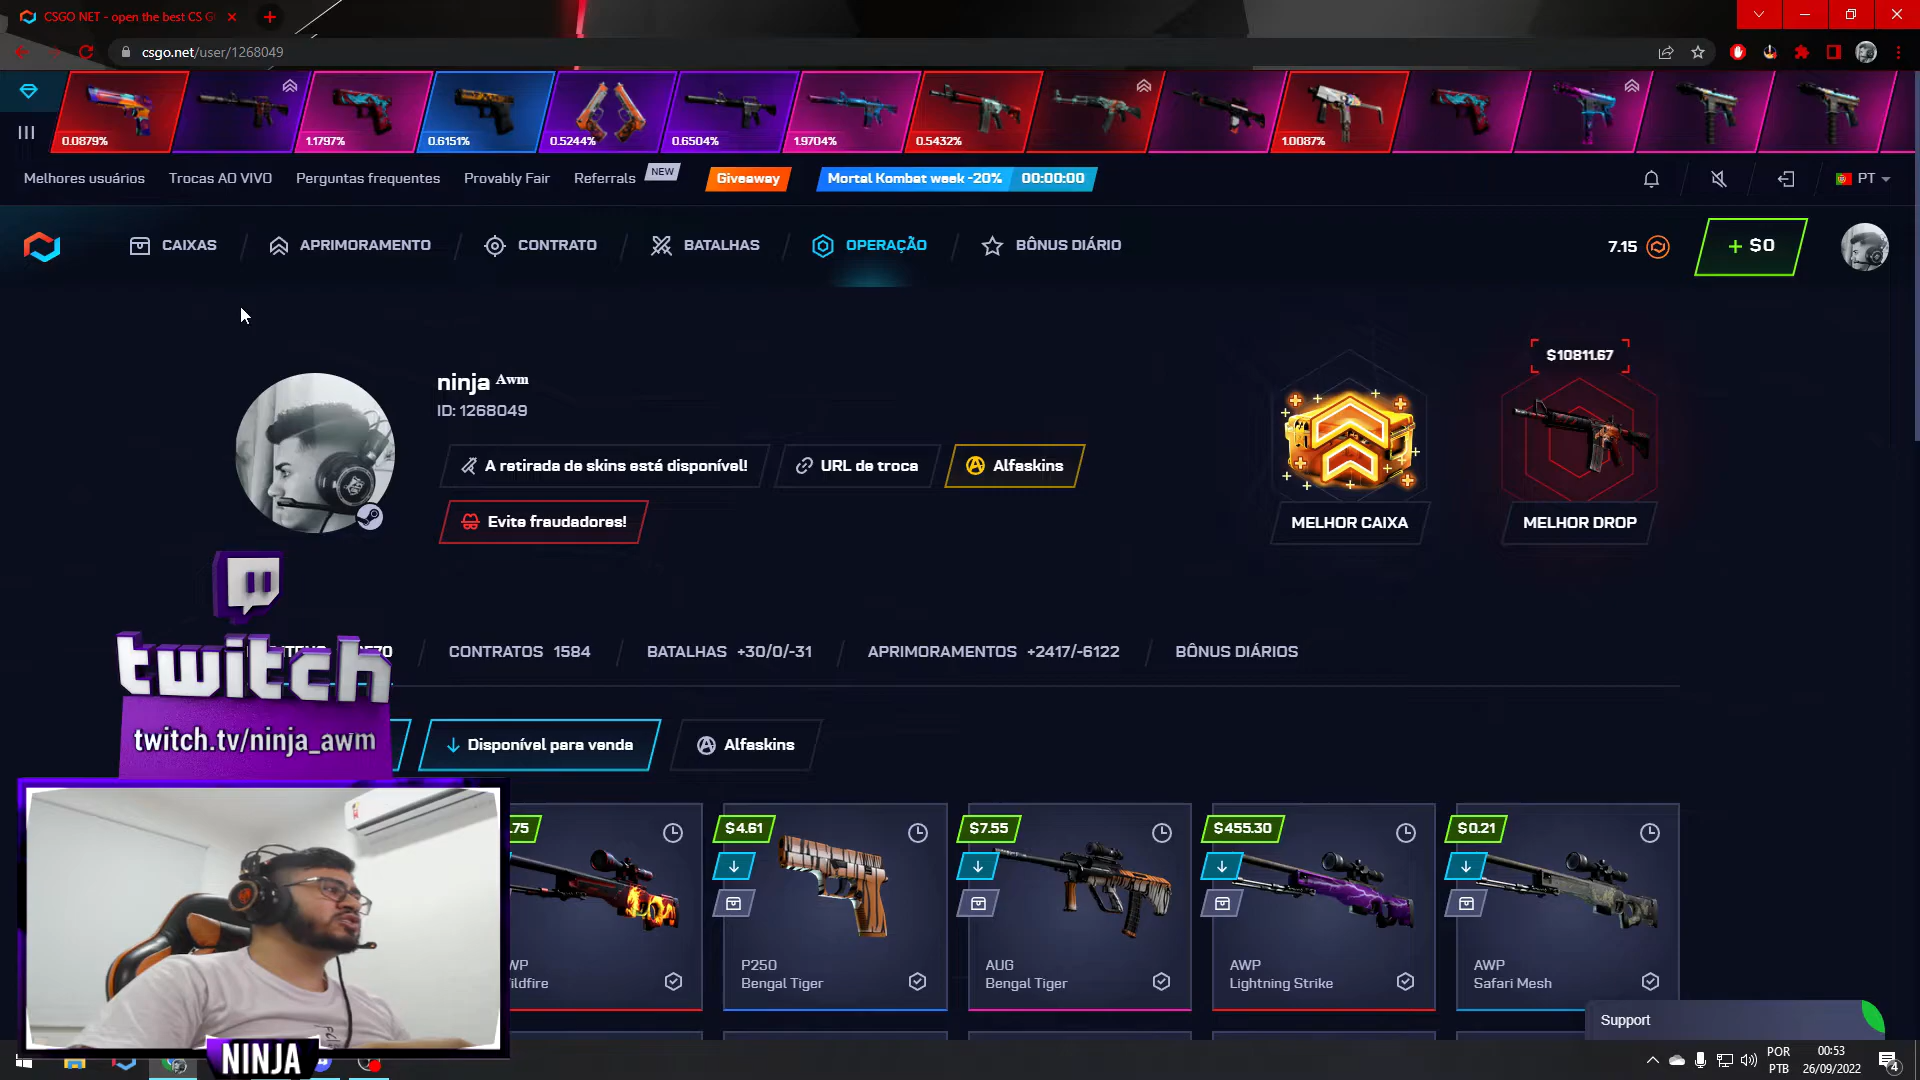 CSGO NET - open the best CS G
csgo.net/user/1268049
0.0879%
1.1797%
0.6151%
0.5244%
0.6504%
1.9704%
0.5432%
1.0087%
Melhores usuários
Trocas AO VIVO
Perguntas frequentes
Provably Fair
Referrals
NEW
Giveaway
Mortal Kombat week -20%
00:00:00
PT
CAIXAS
APRIMORAMENTO
CONTRATO
BATALHAS
OPERAÇÃO
BÔNUS DIÁRIO
7.15
+ $0
ninja Awm
ID: 1268049
A retirada de skins está disponível!
URL de troca
Alfaskins
Evite fraudadores!
MELHOR CAIXA
$10811.67
MELHOR DROP
CONTRATOS 1584
BATALHAS +30/0/-31
APRIMORAMENTOS +2417/-6122
BÔNUS DIÁRIOS
twitch
twitch.tv/ninja_awm
Disponível para venda
Alfaskins
.75
$4.61
P250
Bengal Tiger
$7.55
AUG
Bengal Tiger
$455.30
AWP
Lightning Strike
$0.21
AWP
Safari Mesh
Support
NINJA
POR
PTB
00:53
26/09/2022
4